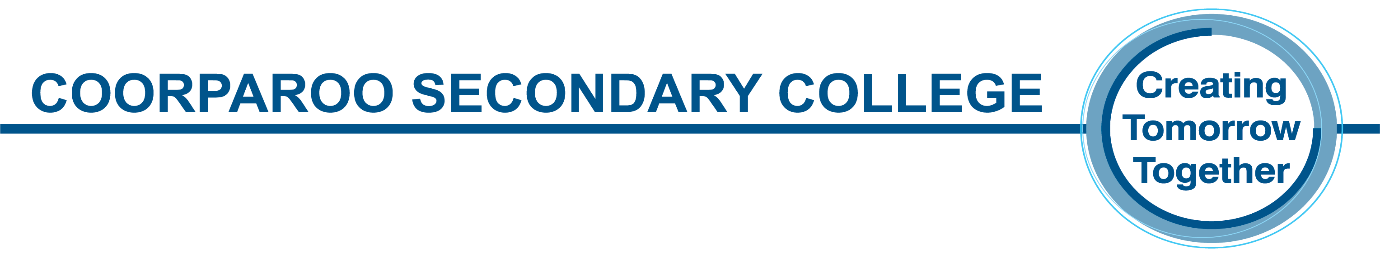 COORPAROO SECONDARY COLLEGE
Creating
Tomorrow
Together